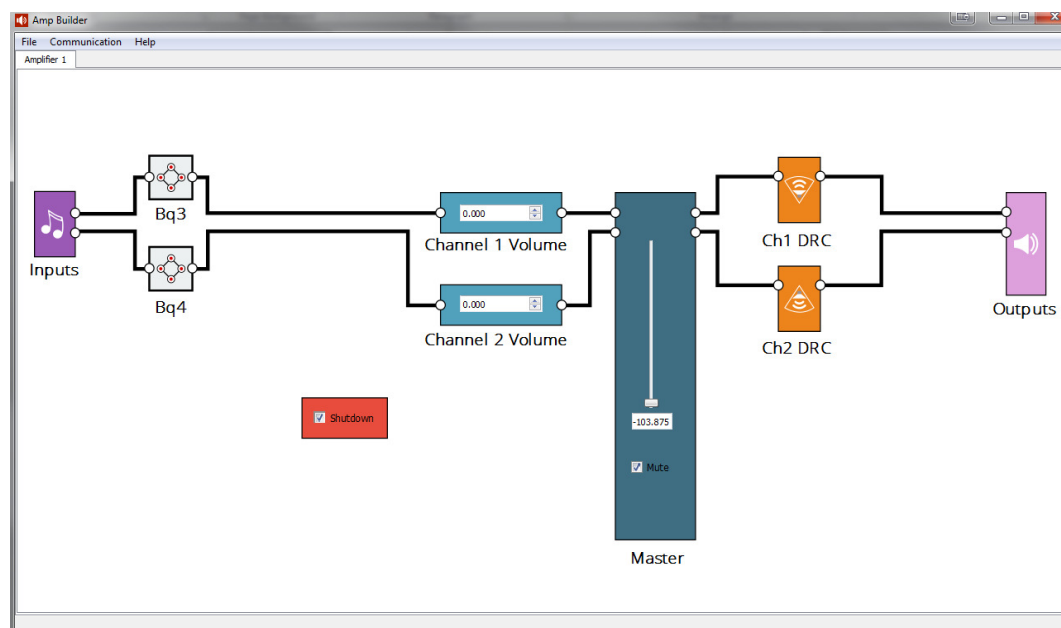 Amp Builder
File Communication Help
Amplifier 1
Inputs
Bq3
Bq4
0.000
Channel 1 Volume
0.000
Channel 2 Volume
Shutdown
-103.875
Mute
Master
Ch1 DRC
Ch2 DRC
Outputs